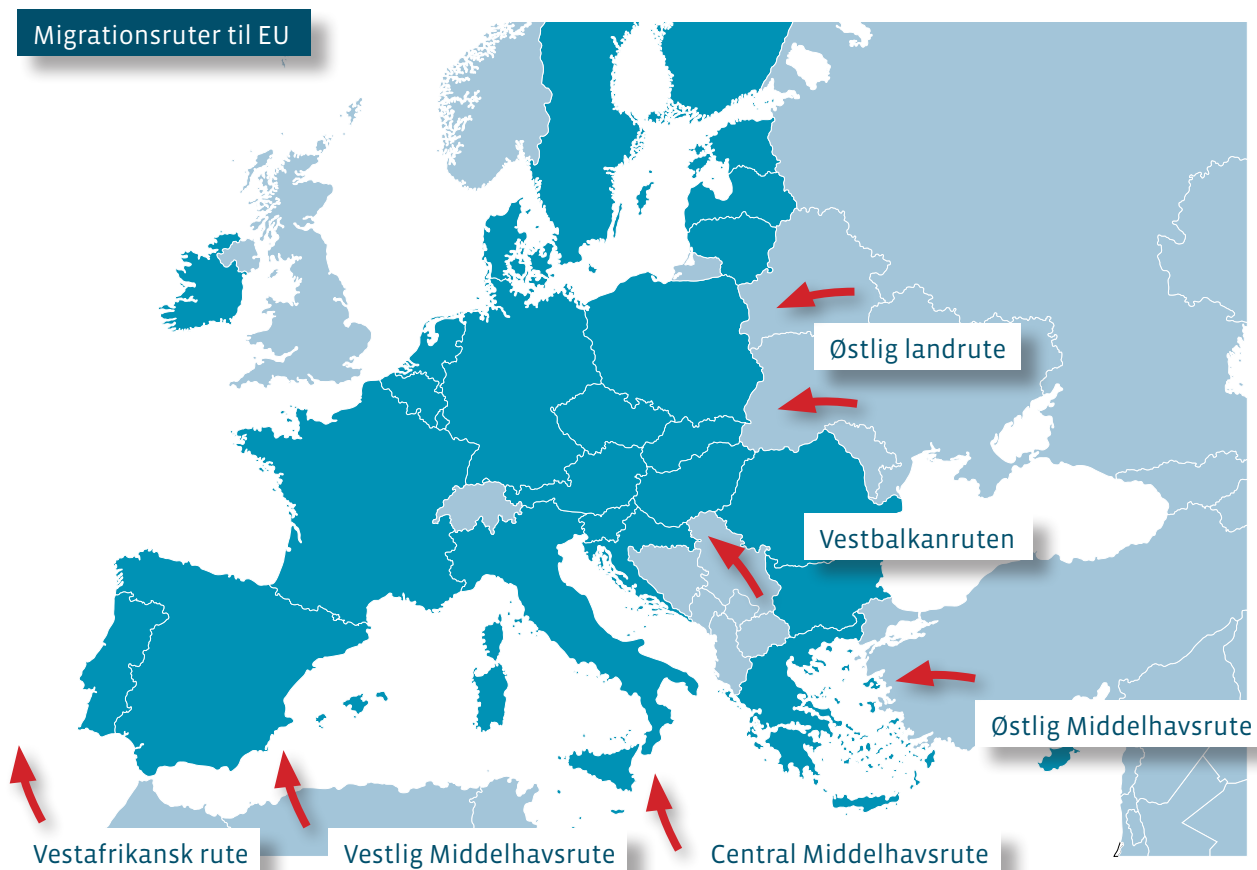 Migrationsruter til EU
Østlig landrute
Vestbalkanruten
Østlig Middelhavsrute
Vestafrikansk rute
Vestlig Middelhavsrute
Central Middelhavsrute